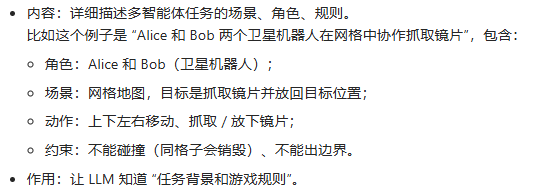 • 内容：详细描述多智能体任务的场景、角色、规则。
比如这个例子是 “Alice 和 Bob 两个卫星机器人在网格中协作抓取镜片”，包含：
○ 角色：Alice 和 Bob（卫星机器人）；
○ 场景：网格地图，目标是抓取镜片并放回目标位置；
○ 动作：上下左右移动、抓取 / 放下镜片；
○ 约束：不能碰撞（同格子会销毁）、不能出边界。
• 作用：让 LLM 知道 “任务背景和游戏规则”。